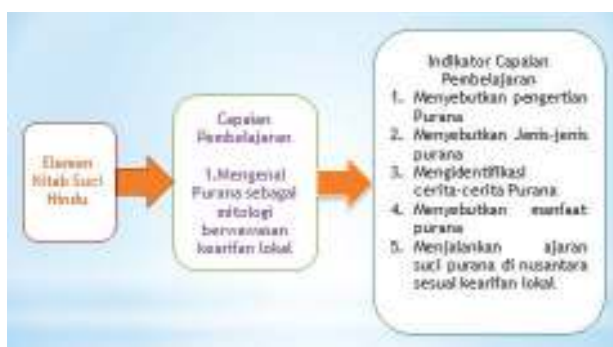 Elemen
Kitab Suci
Hindu
Capaian
Pembelajaran
1.Mengenal
Purana sebagai
mitologi
berwawasan
kearifan lokal
Indikator Capaian
Pembelajaran
1. Menyebutkan pengertian
Purana
2. Menyebutkan Jenis-jenis
purana
3. Mengidentifikasi
cerita-cerita Purana
4. Menyebutkan manfaat
purana
5. Menjalankan ajaran
suci purana di nusantara
sesuai kearifan lokal